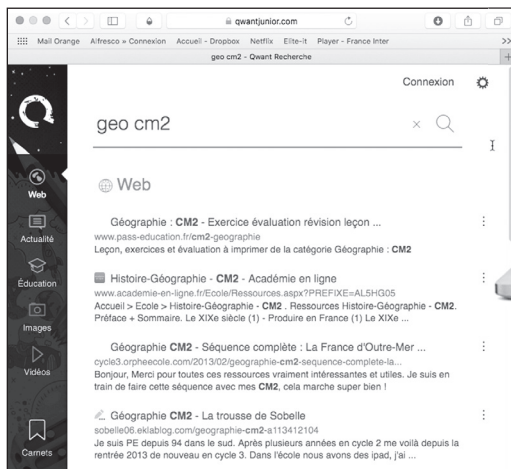 qwantjunior.com
Mail Orange Alfresco » Connexion Accueil - Dropbox Netflix Elite-it Player - France Inter >>
geo cm2 - Qwant Recherche +
Connexion
geo cm2 ×
Web
Web
Actualité
Éducation
Images
Vidéos
Carnets
Géographie : CM2 - Exercice évaluation révision leçon ...
www.pass-education.fr/cm2-geographie
Leçon, exercices et évaluation à imprimer de la catégorie Géographie : CM2
Histoire-Géographie - CM2 - Académie en ligne
www.academie-en-ligne.fr/Ecole/Ressources.aspx?PREFIXE=AL5HG05
Accueil > Ecole > Histoire-Géographie - CM2 . Ressources Histoire-Géographie - CM2.
Préface + Sommaire. Le XIXe siècle (1) - Produire en France (1) Le XIXe ...
Géographie CM2 - Séquence complète : La France d'Outre-Mer ...
cycle3.orpheecole.com/2013/02/geographie-cm2-sequence-complete-la...
Bonjour, Merci pour toutes ces ressources vraiment intéressantes et utiles. Je suis en
train de faire cette séquence avec mes CM2, cela marche super bien !
Géographie CM2 - La trousse de Sobelle
sobelle06.eklablog.com/geographie-cm2-a113412104
Je suis PE depuis 94 dans le sud. Après plusieurs années en cycle 2 me voilà depuis la
rentrée 2013 de nouveau en cycle 3. Dans l'école nous avons des ipad, j'ai ...